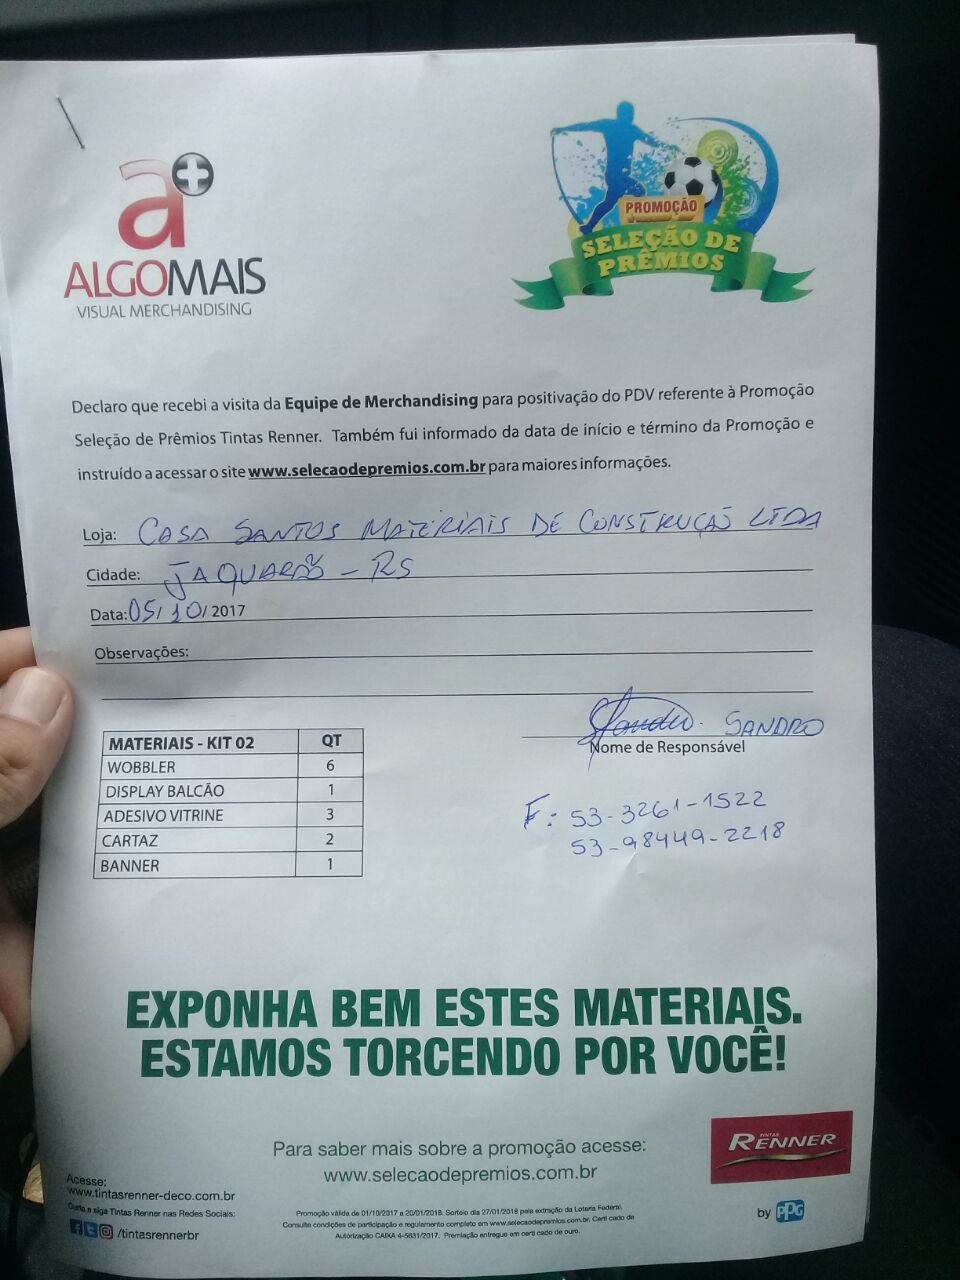 a+
ALGOMAIS
VISUAL MERCHANDISING
PROMOÇÃO
SELEÇÃO DE
PRÊMIOS
Declaro que recebi a visita da Equipe de Merchandising para positivação do PDV referente à Promoção
Seleção de Prêmios Tintas Renner. Também fui informado da data de início e término da Promoção e
instruído a acessar o site www.selecaodepremios.com.br para maiores informações.
Loja: CASA SANTOS MATERIAIS DE CONSTRUÇÃO LTDA
Cidade: JAGUARÃO - RS
Data: 05/10/2017
Observações:
Sandro. SANDRO
Nome de Responsável
MATERIAIS - KIT 02 QT
WOBBLER 6
DISPLAY BALCÃO 1
ADESIVO VITRINE 3
CARTAZ 2
BANNER 1
F: 53-3261-1522
53-98449-2218
EXPONHA BEM ESTES MATERIAIS.
ESTAMOS TORCENDO POR VOCÊ!
Para saber mais sobre a promoção acesse:
www.selecaodepremios.com.br
TINTAS
RENNER
by PPG
Acesse:
www.tintasrenner-deco.com.br
Curta e siga Tintas Renner nas Redes Sociais:
/tintasrennerbr
Promoção válida de 01/10/2017 a 20/01/2018. Sorteio dia 27/01/2018 pela extração da Loteria Federal.
Consulte condições de participação e regulamento completo em www.selecaodepremios.com.br. Certi cado de
Autorização CAIXA 4-5631/2017. Premiação entregue em certi cado de ouro.